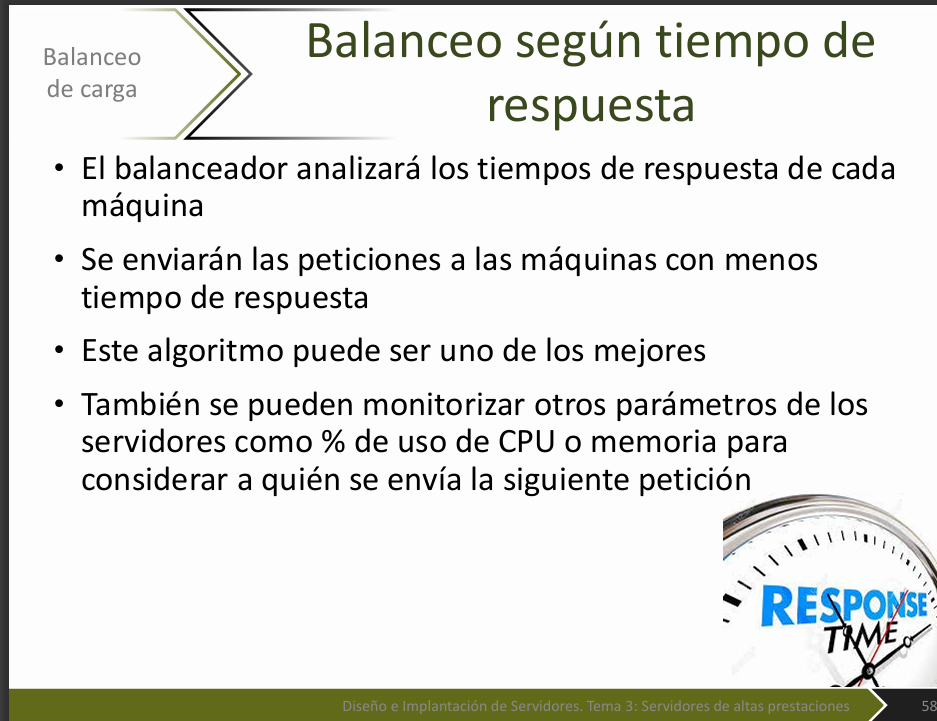 Balanceo
de carga
Balanceo según tiempo de
respuesta
• El balanceador analizará los tiempos de respuesta de cada
máquina
• Se enviarán las peticiones a las máquinas con menos
tiempo de respuesta
• Este algoritmo puede ser uno de los mejores
• También se pueden monitorizar otros parámetros de los
servidores como % de uso de CPU o memoria para
considerar a quién se envía la siguiente petición
RESPONSE
TIME
Diseño e Implantación de Servidores. Tema 3: Servidores de altas prestaciones
58